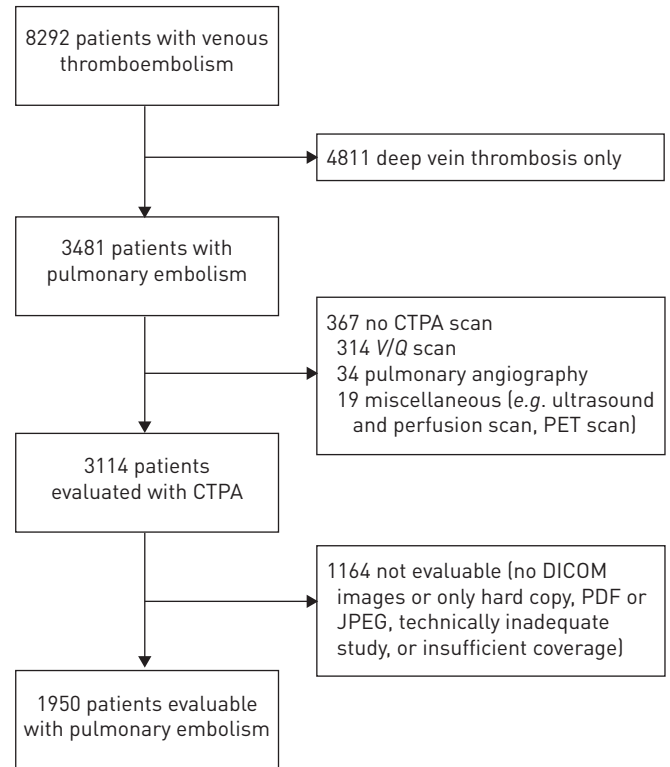 8292 patients with venous
thromboembolism
4811 deep vein thrombosis only
3481 patients with
pulmonary embolism
367 no CTPA scan
314 V/Q scan
34 pulmonary angiography
19 miscellaneous (e.g. ultrasound
and perfusion scan, PET scan)
3114 patients
evaluated with CTPA
1164 not evaluable (no DICOM
images or only hard copy, PDF or
JPEG, technically inadequate
study, or insufficient coverage)
1950 patients evaluable
with pulmonary embolism